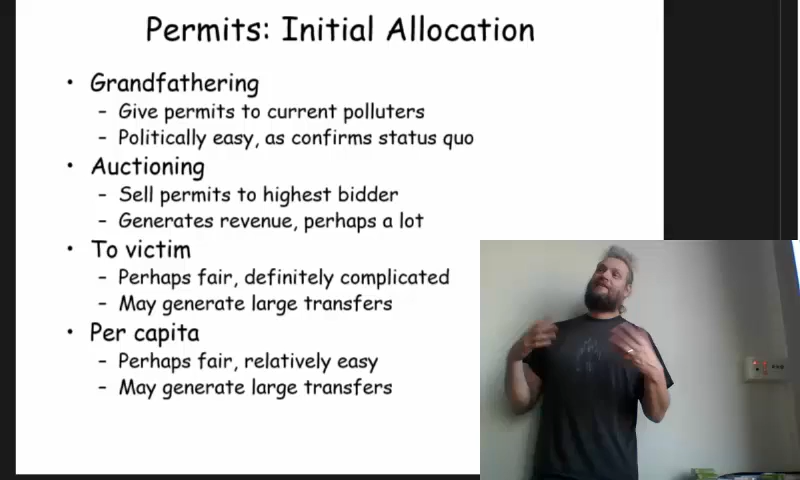 Permits: Initial Allocation
• Grandfathering
– Give permits to current polluters
– Politically easy, as confirms status quo
• Auctioning
– Sell permits to highest bidder
– Generates revenue, perhaps a lot
• To victim
– Perhaps fair, definitely complicated
– May generate large transfers
• Per capita
– Perhaps fair, relatively easy
– May generate large transfers